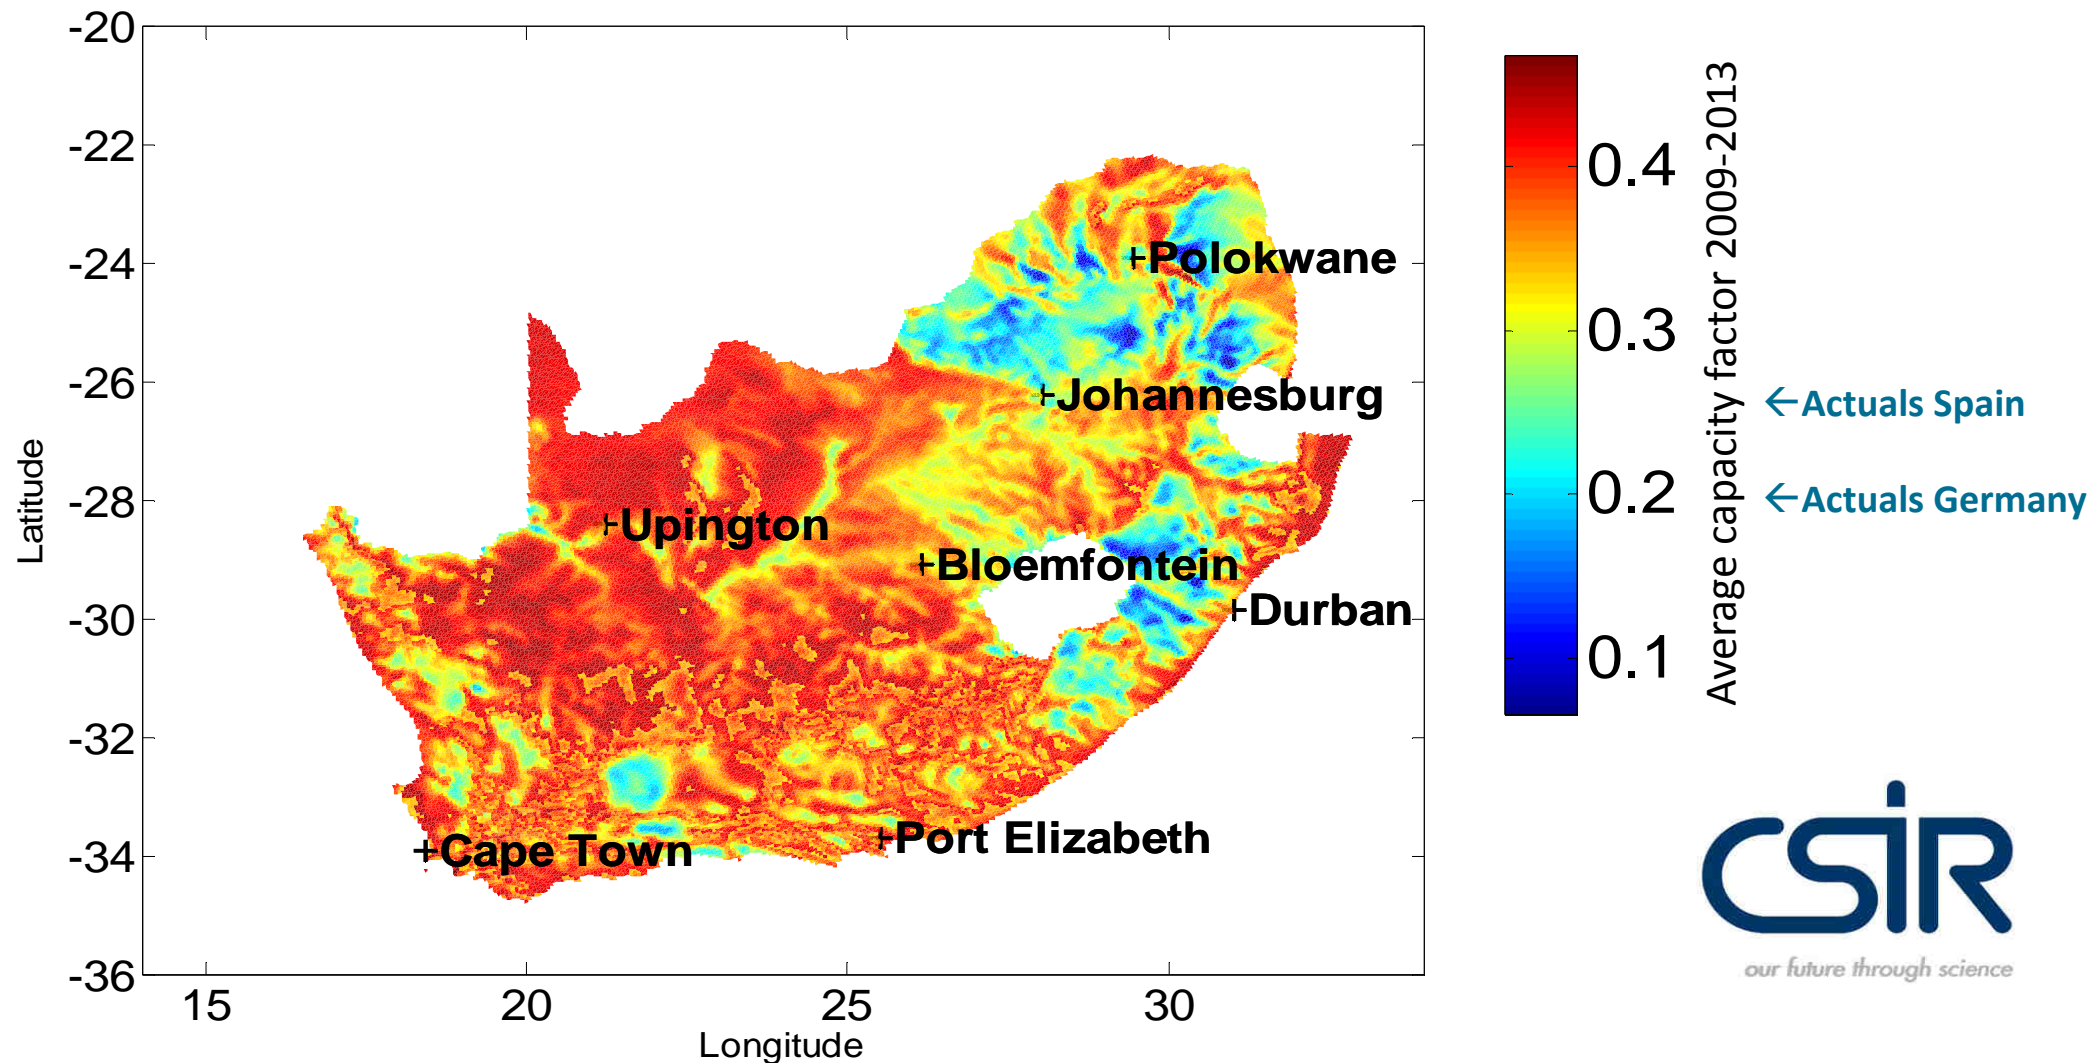 -20
-22
-24
-26
-28
-30
-32
-34
-36
Latitude
15
20
25
30
Longitude
+Polokwane
+Johannesburg
+Upington
+Bloemfontein
+Durban
+Port Elizabeth
+Cape Town
0.4
0.3
0.2
0.1
Average capacity factor 2009-2013
←Actuals Spain
←Actuals Germany
CSIR
our future through science